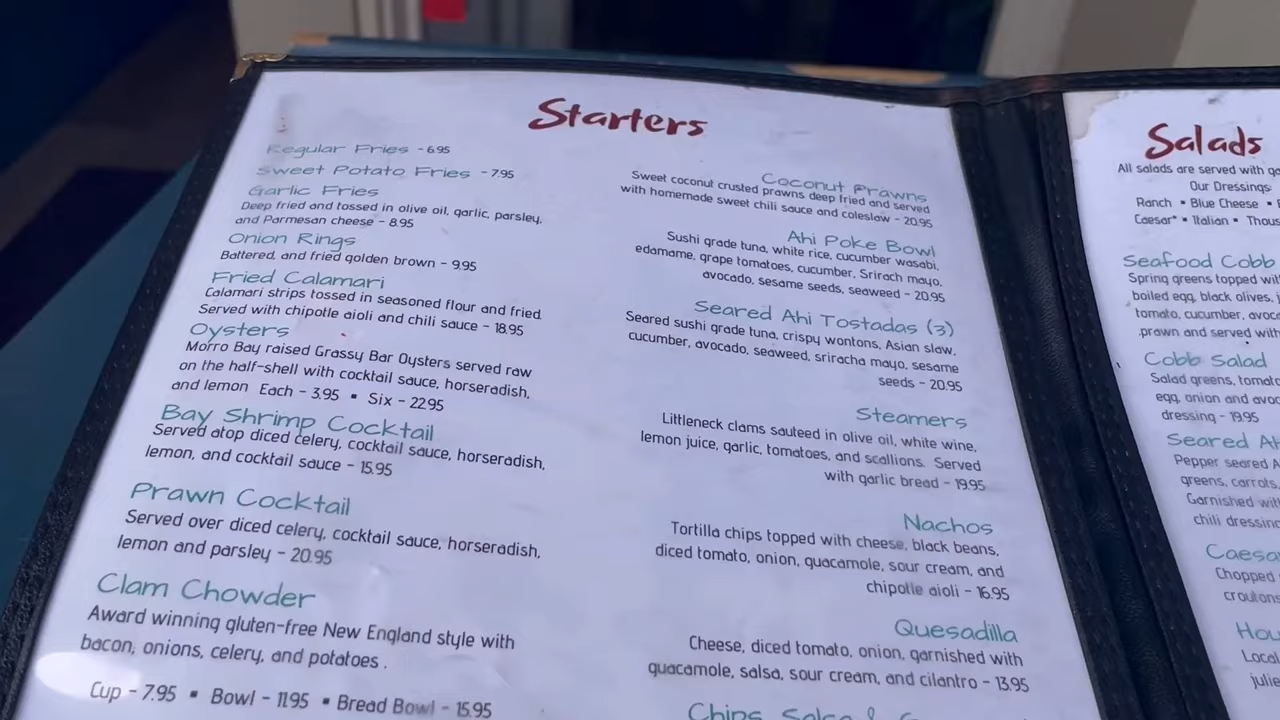 Starters
Regular Fries - 6.95
Sweet Potato Fries - 7.95
Garlic Fries
Deep fried and tossed in olive oil, garlic, parsley,
and Parmesan cheese - 8.95
Onion Rings
Battered, and fried golden brown - 9.95
Fried Calamari
Calamari strips tossed in seasoned flour and fried
Served with chipotle aioli and chili sauce - 18.95
Oysters
Morro Bay raised Grassy Bar Oysters served raw
on the half-shell with cocktail sauce, horseradish,
and lemon Each - 3.95 ▪ Six - 22.95
Bay Shrimp Cocktail
Served atop diced celery, cocktail sauce, horseradish,
lemon, and cocktail sauce - 15.95
Prawn Cocktail
Served over diced celery, cocktail sauce, horseradish,
lemon and parsley - 20.95
Clam Chowder
Award winning gluten-free New England style with
bacon, onions, celery, and potatoes .
Cup - 7.95 ▪ Bowl - 11.95 ▪ Bread Bowl - 15.95
Coconut Prawns
Sweet coconut crusted prawns deep fried and served
with homemade sweet chili sauce and coleslaw - 20.95
Ahi Poke Bowl
Sushi grade tuna, white rice, cucumber wasabi,
edamame, grape tomatoes, cucumber, Srirach mayo,
avocado, sesame seeds, seaweed - 20.95
Seared Ahi Tostadas (3)
Seared sushi grade tuna, crispy wontons, Asian slaw,
cucumber, avocado, seaweed, sriracha mayo, sesame
seeds - 20.95
Steamers
Littleneck clams sauteed in olive oil, white wine,
lemon juice, garlic, tomatoes, and scallions. Served
with garlic bread - 19.95
Nachos
Tortilla chips topped with cheese, black beans,
diced tomato, onion, guacamole, sour cream, and
chipotle aioli - 16.95
Quesadilla
Cheese, diced tomato, onion, garnished with
guacamole, salsa, sour cream, and cilantro - 13.95
Chips, Salsa &
Salads
All salads are served with
Our Dressings
Ranch ▪ Blue Cheese ▪
Caesar* ▪ Italian ▪
Seafood Cobb
Spring greens topped
boiled egg, black olives,
tomato, cucumber,
prawn and served with
Cobb Salad
Salad greens,
egg, onion and
dressing - 19.95
Seared
Pepper seared
greens, carrots,
Garnished
chili
Chopped
croutons
Local